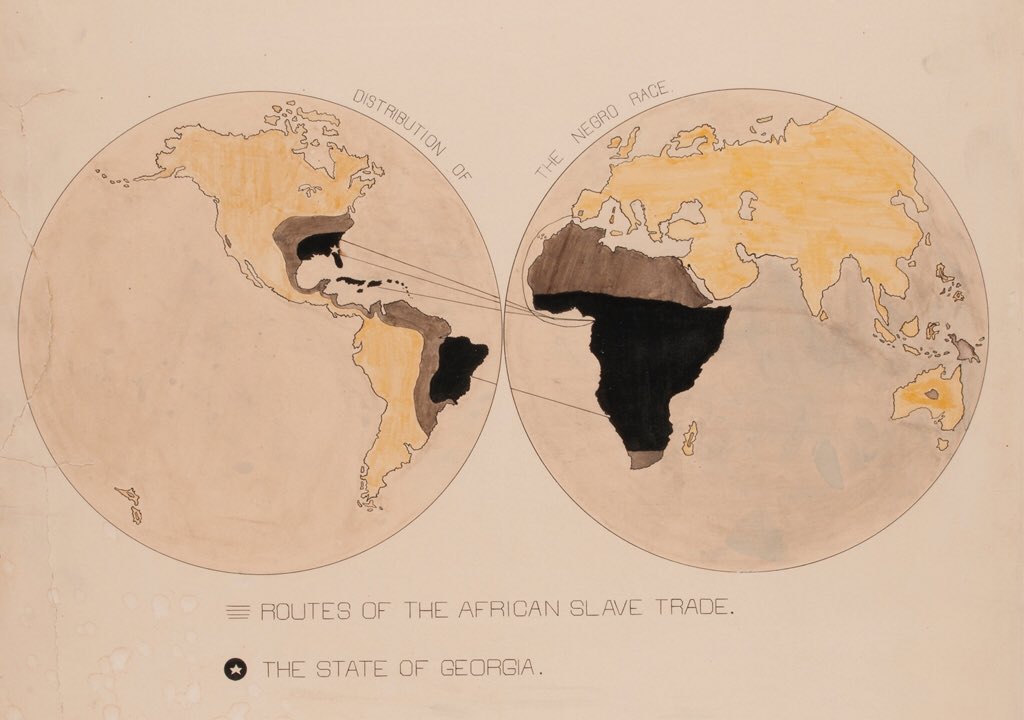 DISTRIBUTION OF THE NEGRO RACE.
ROUTES OF THE AFRICAN SLAVE TRADE.
THE STATE OF GEORGIA.